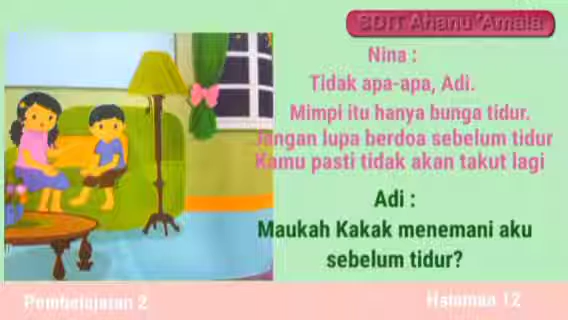 SDIT Ahanu 'Amala
Nina :
Tidak apa-apa, Adi.
Mimpi itu hanya bunga tidur.
Jangan lupa berdoa sebelum tidur
Kamu pasti tidak akan takut lagi
Adi :
Maukah Kakak menemani aku
sebelum tidur?
Pembelajaran 2
Halaman 12